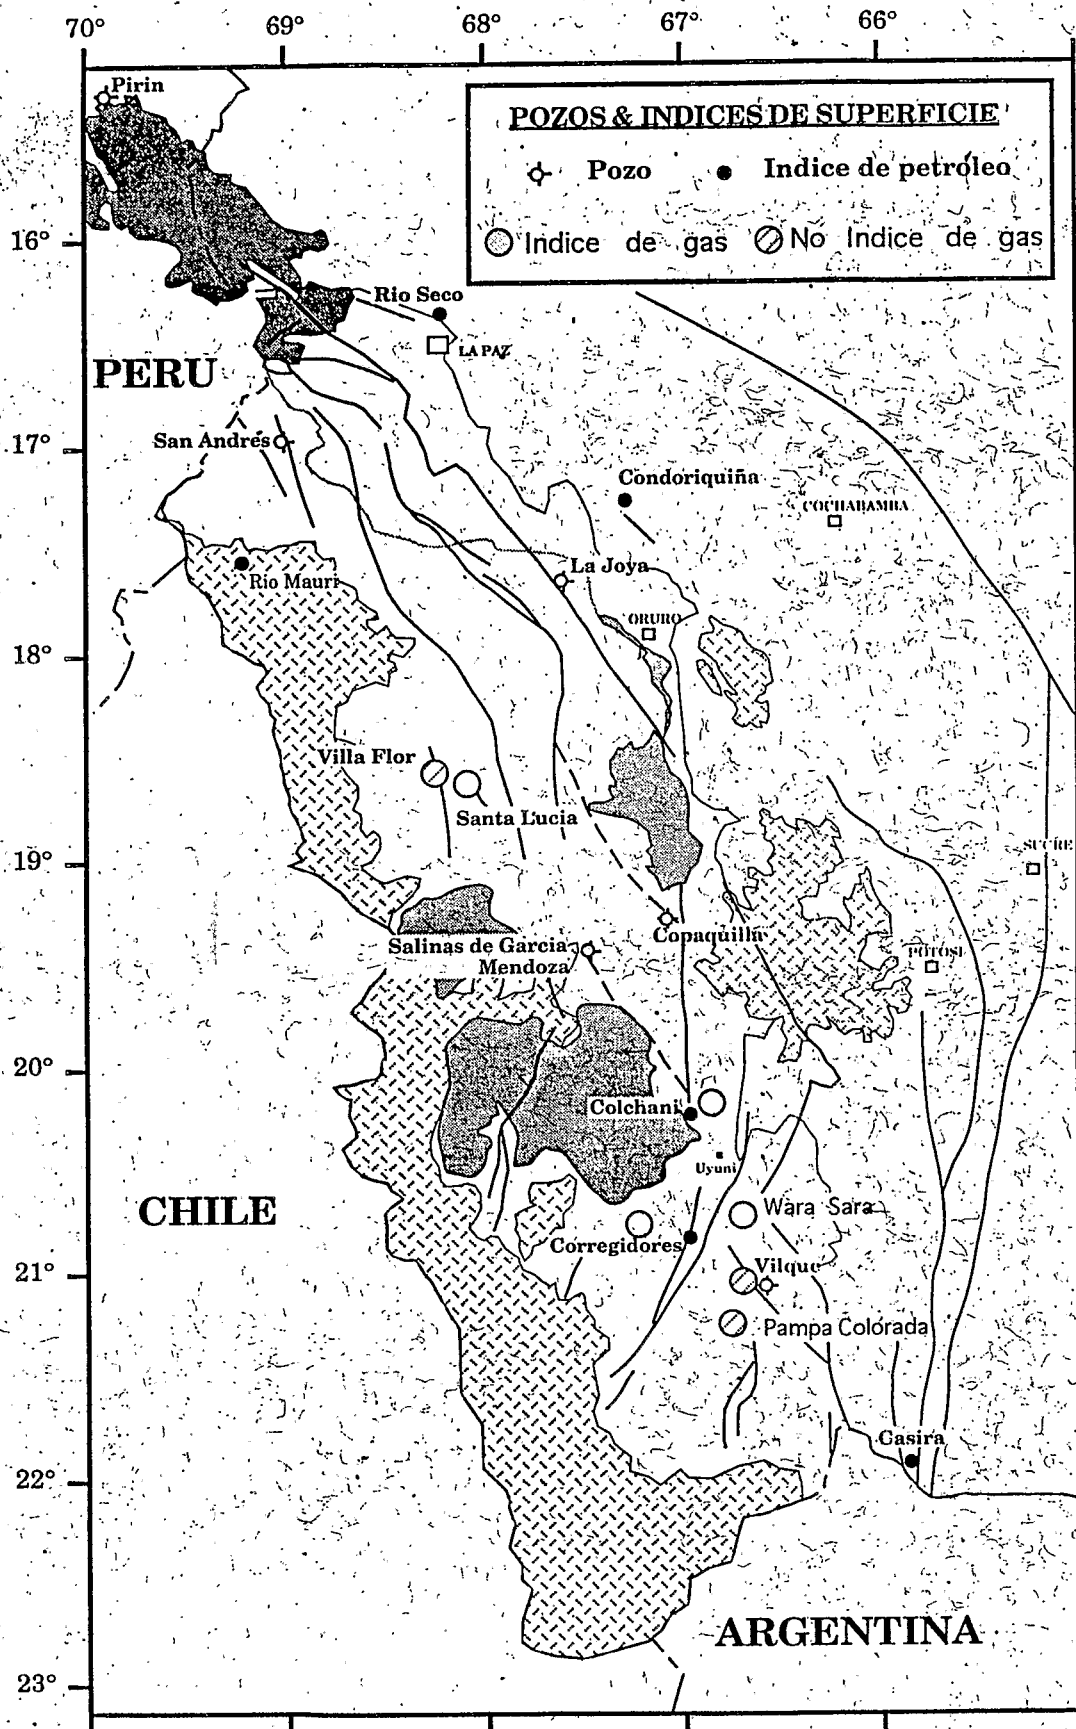 70° 69° 68° 67° 66°
Pirin
POZOS & INDICES DE SUPERFICIE
Pozo
Indice de petróleo
Indice de gas
No Indice de gas
16°
Rio Seco
LA PAZ
PERU
17°
San Andrés
Condoriquiña
COCHABAMBA
La Joya
Rio Mauri
ORURO
18°
Villa Flor
Santa Lucia
19°
SUCRE
Copaquilla
Salinas de Garcia
Mendoza
POTOSI
20°
Colchani
Uyuni
CHILE
Wara Sara
Corregidores
21°
Vilque
Pampa Colorada
Casira
22°
ARGENTINA
23°